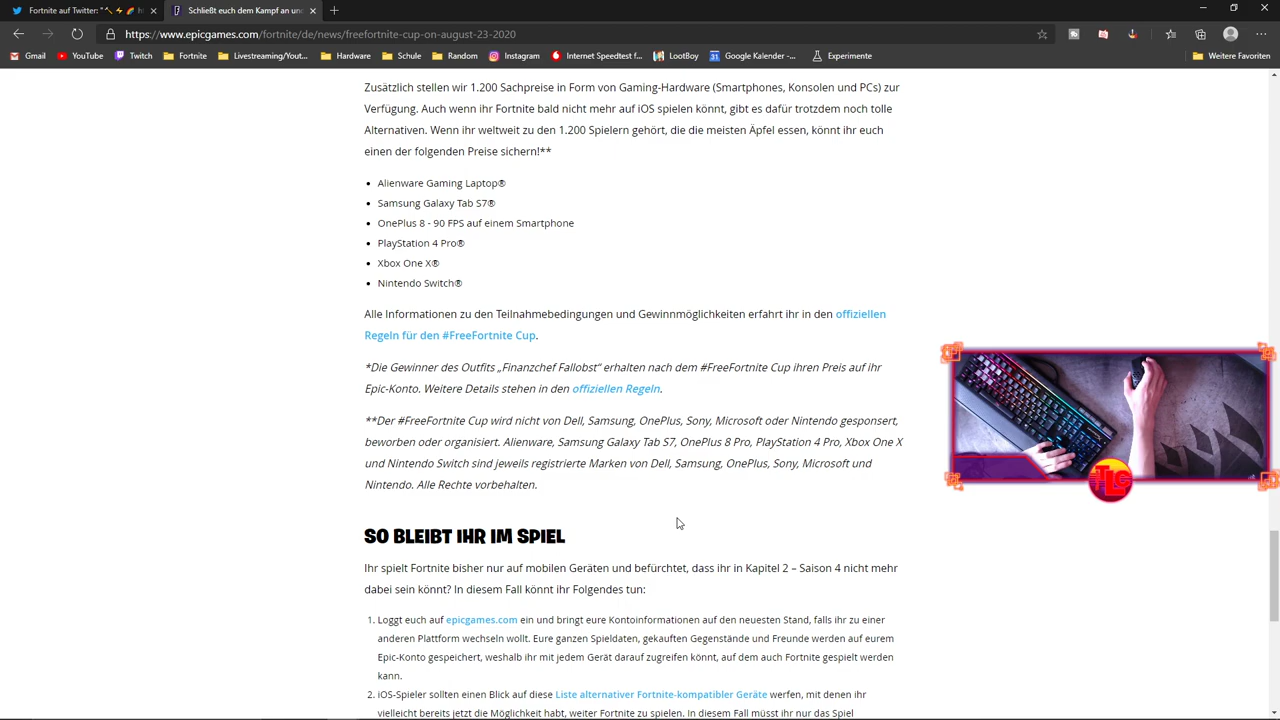 Fortnite auf Twitter: "
Schließt euch dem Kampf an un
https://www.epicgames.com/fortnite/de/news/freefortnite-cup-on-august-23-2020
Gmail YouTube Twitch Fortnite Livestreaming/Yout... Hardware Schule Random Instagram Internet Speedtest f... LootBoy Google Kalender -... Experimente Weitere Favoriten
Zusätzlich stellen wir 1.200 Sachpreise in Form von Gaming-Hardware (Smartphones, Konsolen und PCs) zur
Verfügung. Auch wenn ihr Fortnite bald nicht mehr auf iOS spielen könnt, gibt es dafür trotzdem noch tolle
Alternativen. Wenn ihr weltweit zu den 1.200 Spielern gehört, die die meisten Äpfel essen, könnt ihr euch
einen der folgenden Preise sichern!**
• Alienware Gaming Laptop®
• Samsung Galaxy Tab S7®
• OnePlus 8 - 90 FPS auf einem Smartphone
• PlayStation 4 Pro®
• Xbox One X®
• Nintendo Switch®
Alle Informationen zu den Teilnahmebedingungen und Gewinnmöglichkeiten erfahrt ihr in den offiziellen
Regeln für den #FreeFortnite Cup.
*Die Gewinner des Outfits „Finanzchef Fallobst“ erhalten nach dem #FreeFortnite Cup ihren Preis auf ihr
Epic-Konto. Weitere Details stehen in den offiziellen Regeln.
**Der #FreeFortnite Cup wird nicht von Dell, Samsung, OnePlus, Sony, Microsoft oder Nintendo gesponsert,
beworben oder organisiert. Alienware, Samsung Galaxy Tab S7, OnePlus 8 Pro, PlayStation 4 Pro, Xbox One X
und Nintendo Switch sind jeweils registrierte Marken von Dell, Samsung, OnePlus, Sony, Microsoft und
Nintendo. Alle Rechte vorbehalten.
TLC
SO BLEIBT IHR IM SPIEL
Ihr spielt Fortnite bisher nur auf mobilen Geräten und befürchtet, dass ihr in Kapitel 2 – Saison 4 nicht mehr
dabei sein könnt? In diesem Fall könnt ihr Folgendes tun:
1. Loggt euch auf epicgames.com ein und bringt eure Kontoinformationen auf den neuesten Stand, falls ihr zu einer
anderen Plattform wechseln wollt. Eure ganzen Spieldaten, gekauften Gegenstände und Freunde werden auf eurem
Epic-Konto gespeichert, weshalb ihr mit jedem Gerät darauf zugreifen könnt, auf dem auch Fortnite gespielt werden
kann.
2. iOS-Spieler sollten einen Blick auf diese Liste alternativer Fortnite-kompatibler Geräte werfen, mit denen ihr
vielleicht bereits jetzt die Möglichkeit habt, weiter Fortnite zu spielen. In diesem Fall müsst ihr nur das Spiel